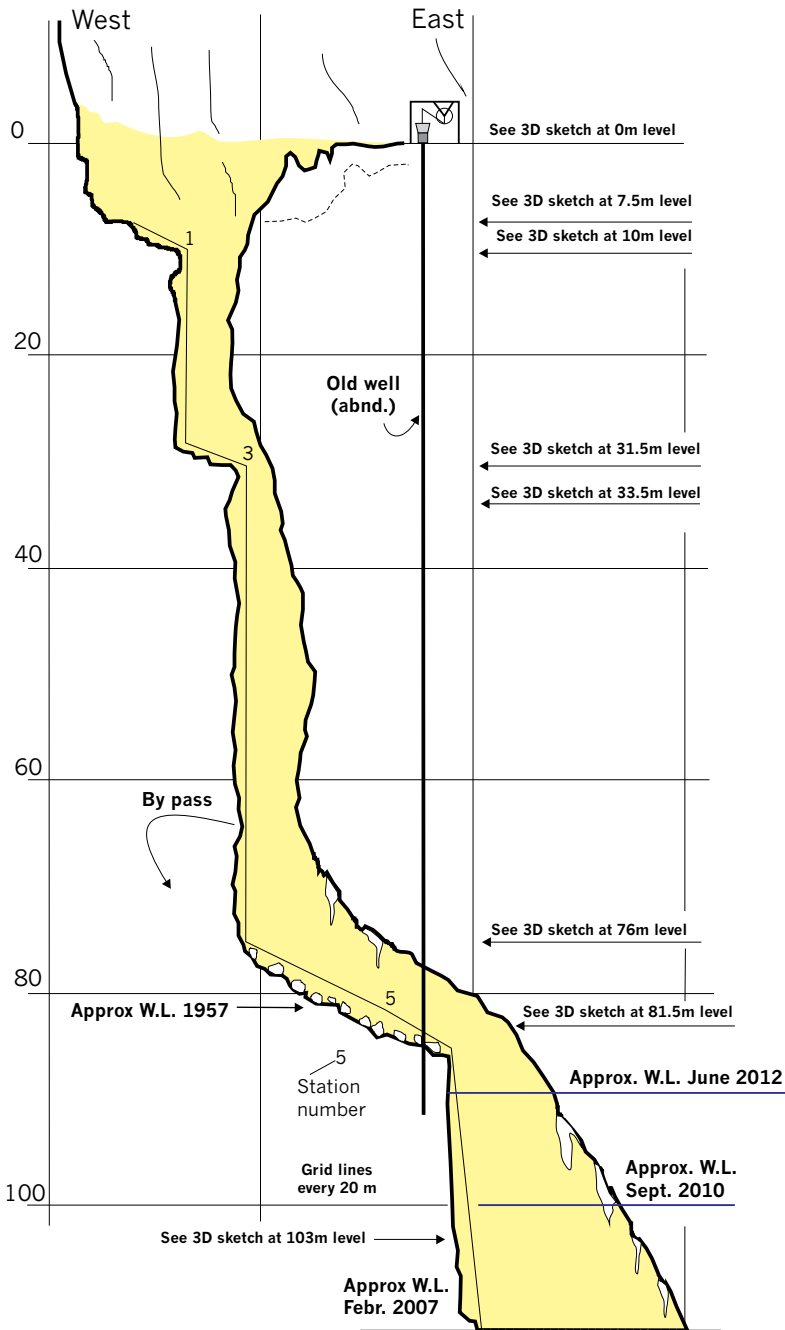 West
East
0
See 3D sketch at 0m level
See 3D sketch at 7.5m level
1
See 3D sketch at 10m level
20
Old well
(abnd.)
3
See 3D sketch at 31.5m level
See 3D sketch at 33.5m level
40
60
By pass
See 3D sketch at 76m level
80
5
Approx W.L. 1957
See 3D sketch at 81.5m level
5
Station
number
Approx. W.L. June 2012
Grid lines
every 20 m
Approx. W.L.
Sept. 2010
100
See 3D sketch at 103m level
Approx W.L.
Febr. 2007